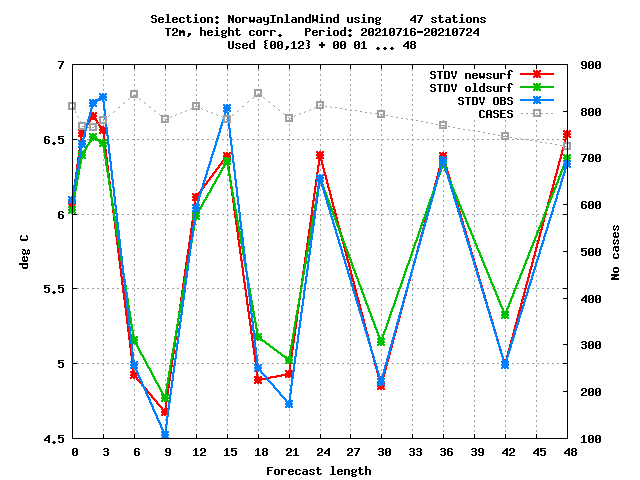 Selection: NorwayInlandWind using 47 stations
T2m, height corr. Period: 20210716-20210724
Used {00,12} + 00 01 ... 48
STDV newsurf
STDV oldsurf
STDV OBS
CASES
7
6.5
6
5.5
5
4.5
deg C
900
800
700
600
500
400
300
200
100
No cases
0 3 6 9 12 15 18 21 24 27 30 33 36 39 42 45 48
Forecast length